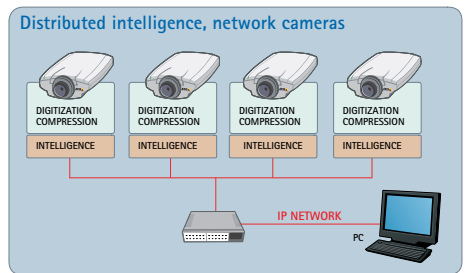 Distributed intelligence, network cameras
DIGITIZATION
COMPRESSION
INTELLIGENCE
DIGITIZATION
COMPRESSION
INTELLIGENCE
DIGITIZATION
COMPRESSION
INTELLIGENCE
DIGITIZATION
COMPRESSION
INTELLIGENCE
IP NETWORK
PC